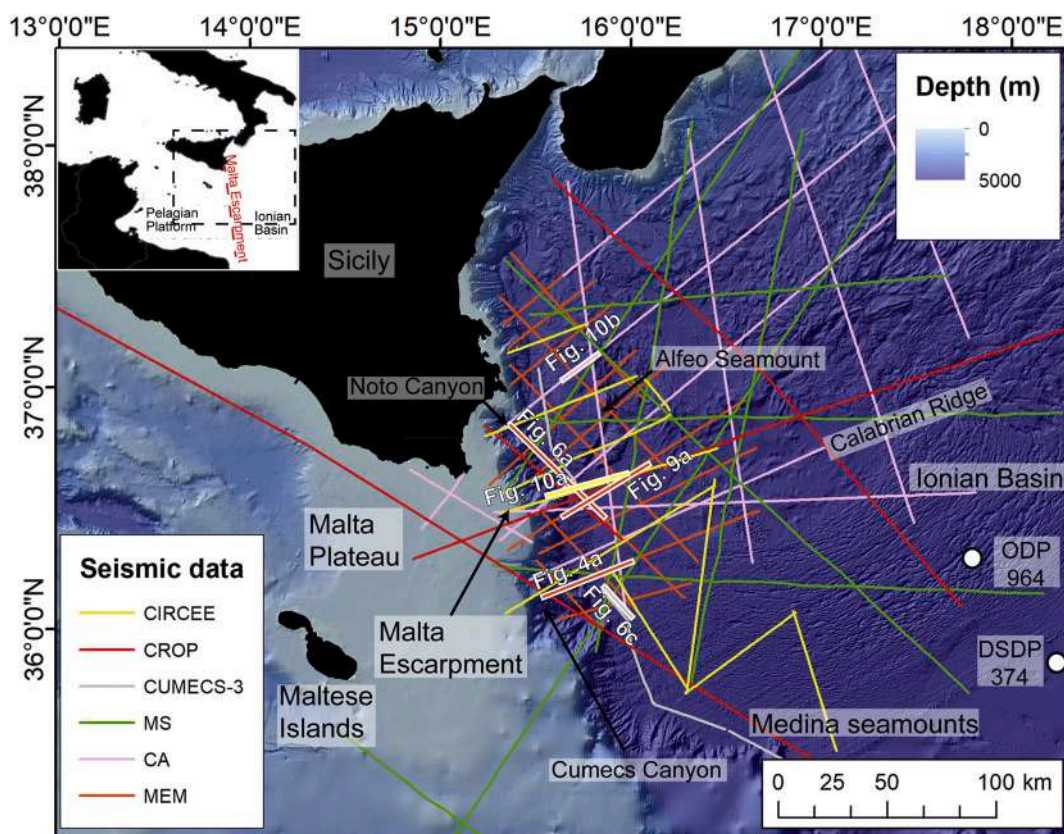 13°0'0"E
14°0'0"E
15°0'0"E
16°0'0"E
17°0'0"E
18°0'0"E
38°0'0"N
37°0'0"N
36°0'0"N
Pelagian
Platform
Ionian
Basin
Malta Escarpment
Depth (m)
0
5000
Sicily
Fig. 10b
Noto Canyon
Alfeo Seamount
Fig. 6a
Calabrian Ridge
Fig. 9a
Fig. 10a
Ionian Basin
Malta
Plateau
ODP
964
Fig. 4a
Fig. 6c
Malta
Escarpment
DSDP
374
Maltese
Islands
Medina seamounts
Cumecs Canyon
Seismic data
CIRCEE
CROP
CUMECS-3
MS
CA
MEM
0 25 50 100 km